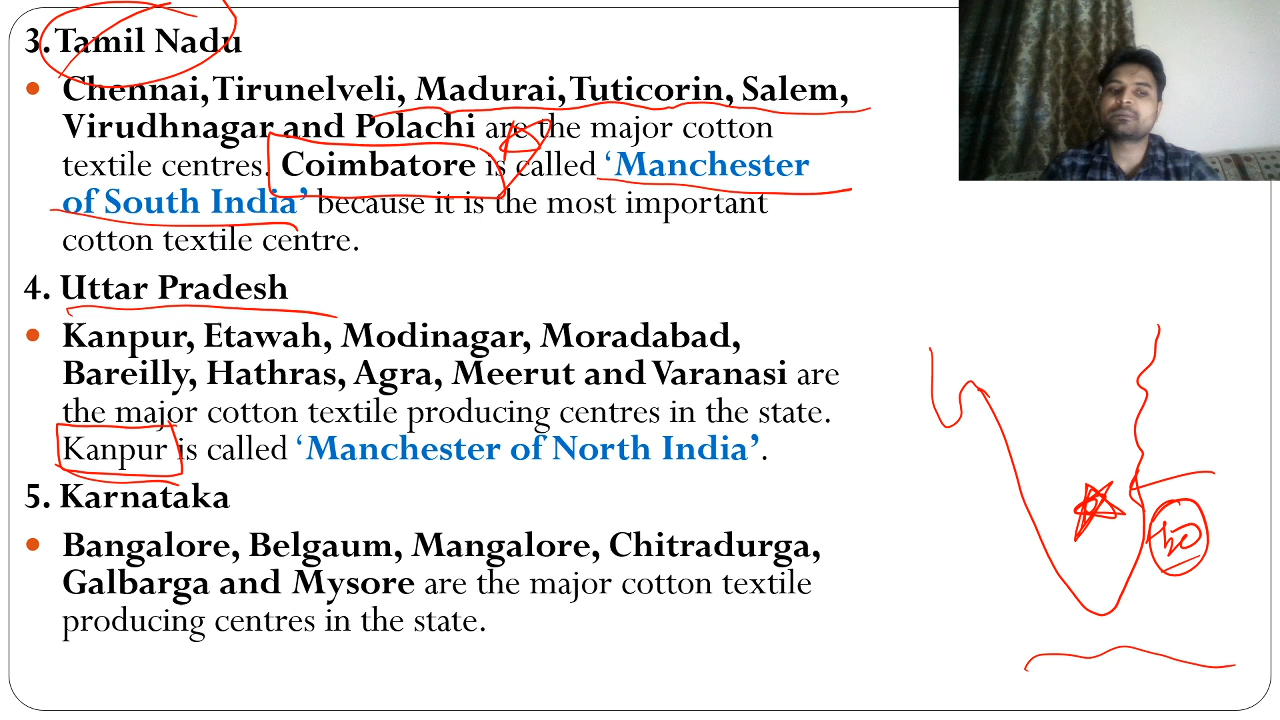 3. Tamil Nadu
• Chennai, Tirunelveli, Madurai, Tuticorin, Salem,
Virudhnagar and Polachi are the major cotton
textile centres. Coimbatore is called ‘Manchester
of South India’ because it is the most important
cotton textile centre.
4. Uttar Pradesh
• Kanpur, Etawah, Modinagar, Moradabad,
Bareilly, Hathras, Agra, Meerut and Varanasi are
the major cotton textile producing centres in the state.
Kanpur is called ‘Manchester of North India’.
5. Karnataka
• Bangalore, Belgaum, Mangalore, Chitradurga,
Galbarga and Mysore are the major cotton textile
producing centres in the state.